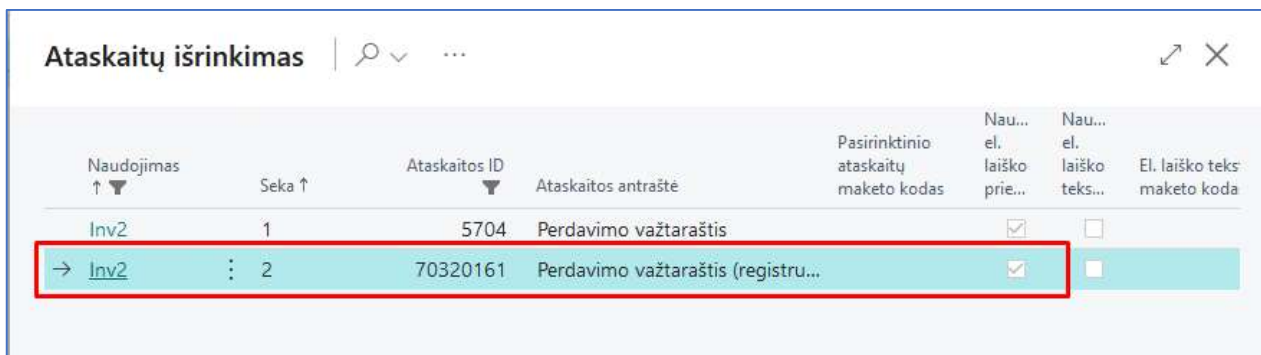 Ataskaitų išrinkimas
Naudojimas ↑
Seka ↑
Ataskaitos ID
Ataskaitos antraštė
Pasirinktinio
ataskaitų
maketo kodas
Nau...
el.
laiško
prie...
Nau...
el.
laiško
teks...
El. laiško teks
maketo koda
Inv2 1 5704 Perdavimo važtaraštis
→ Inv2 2 70320161 Perdavimo važtaraštis (registru...